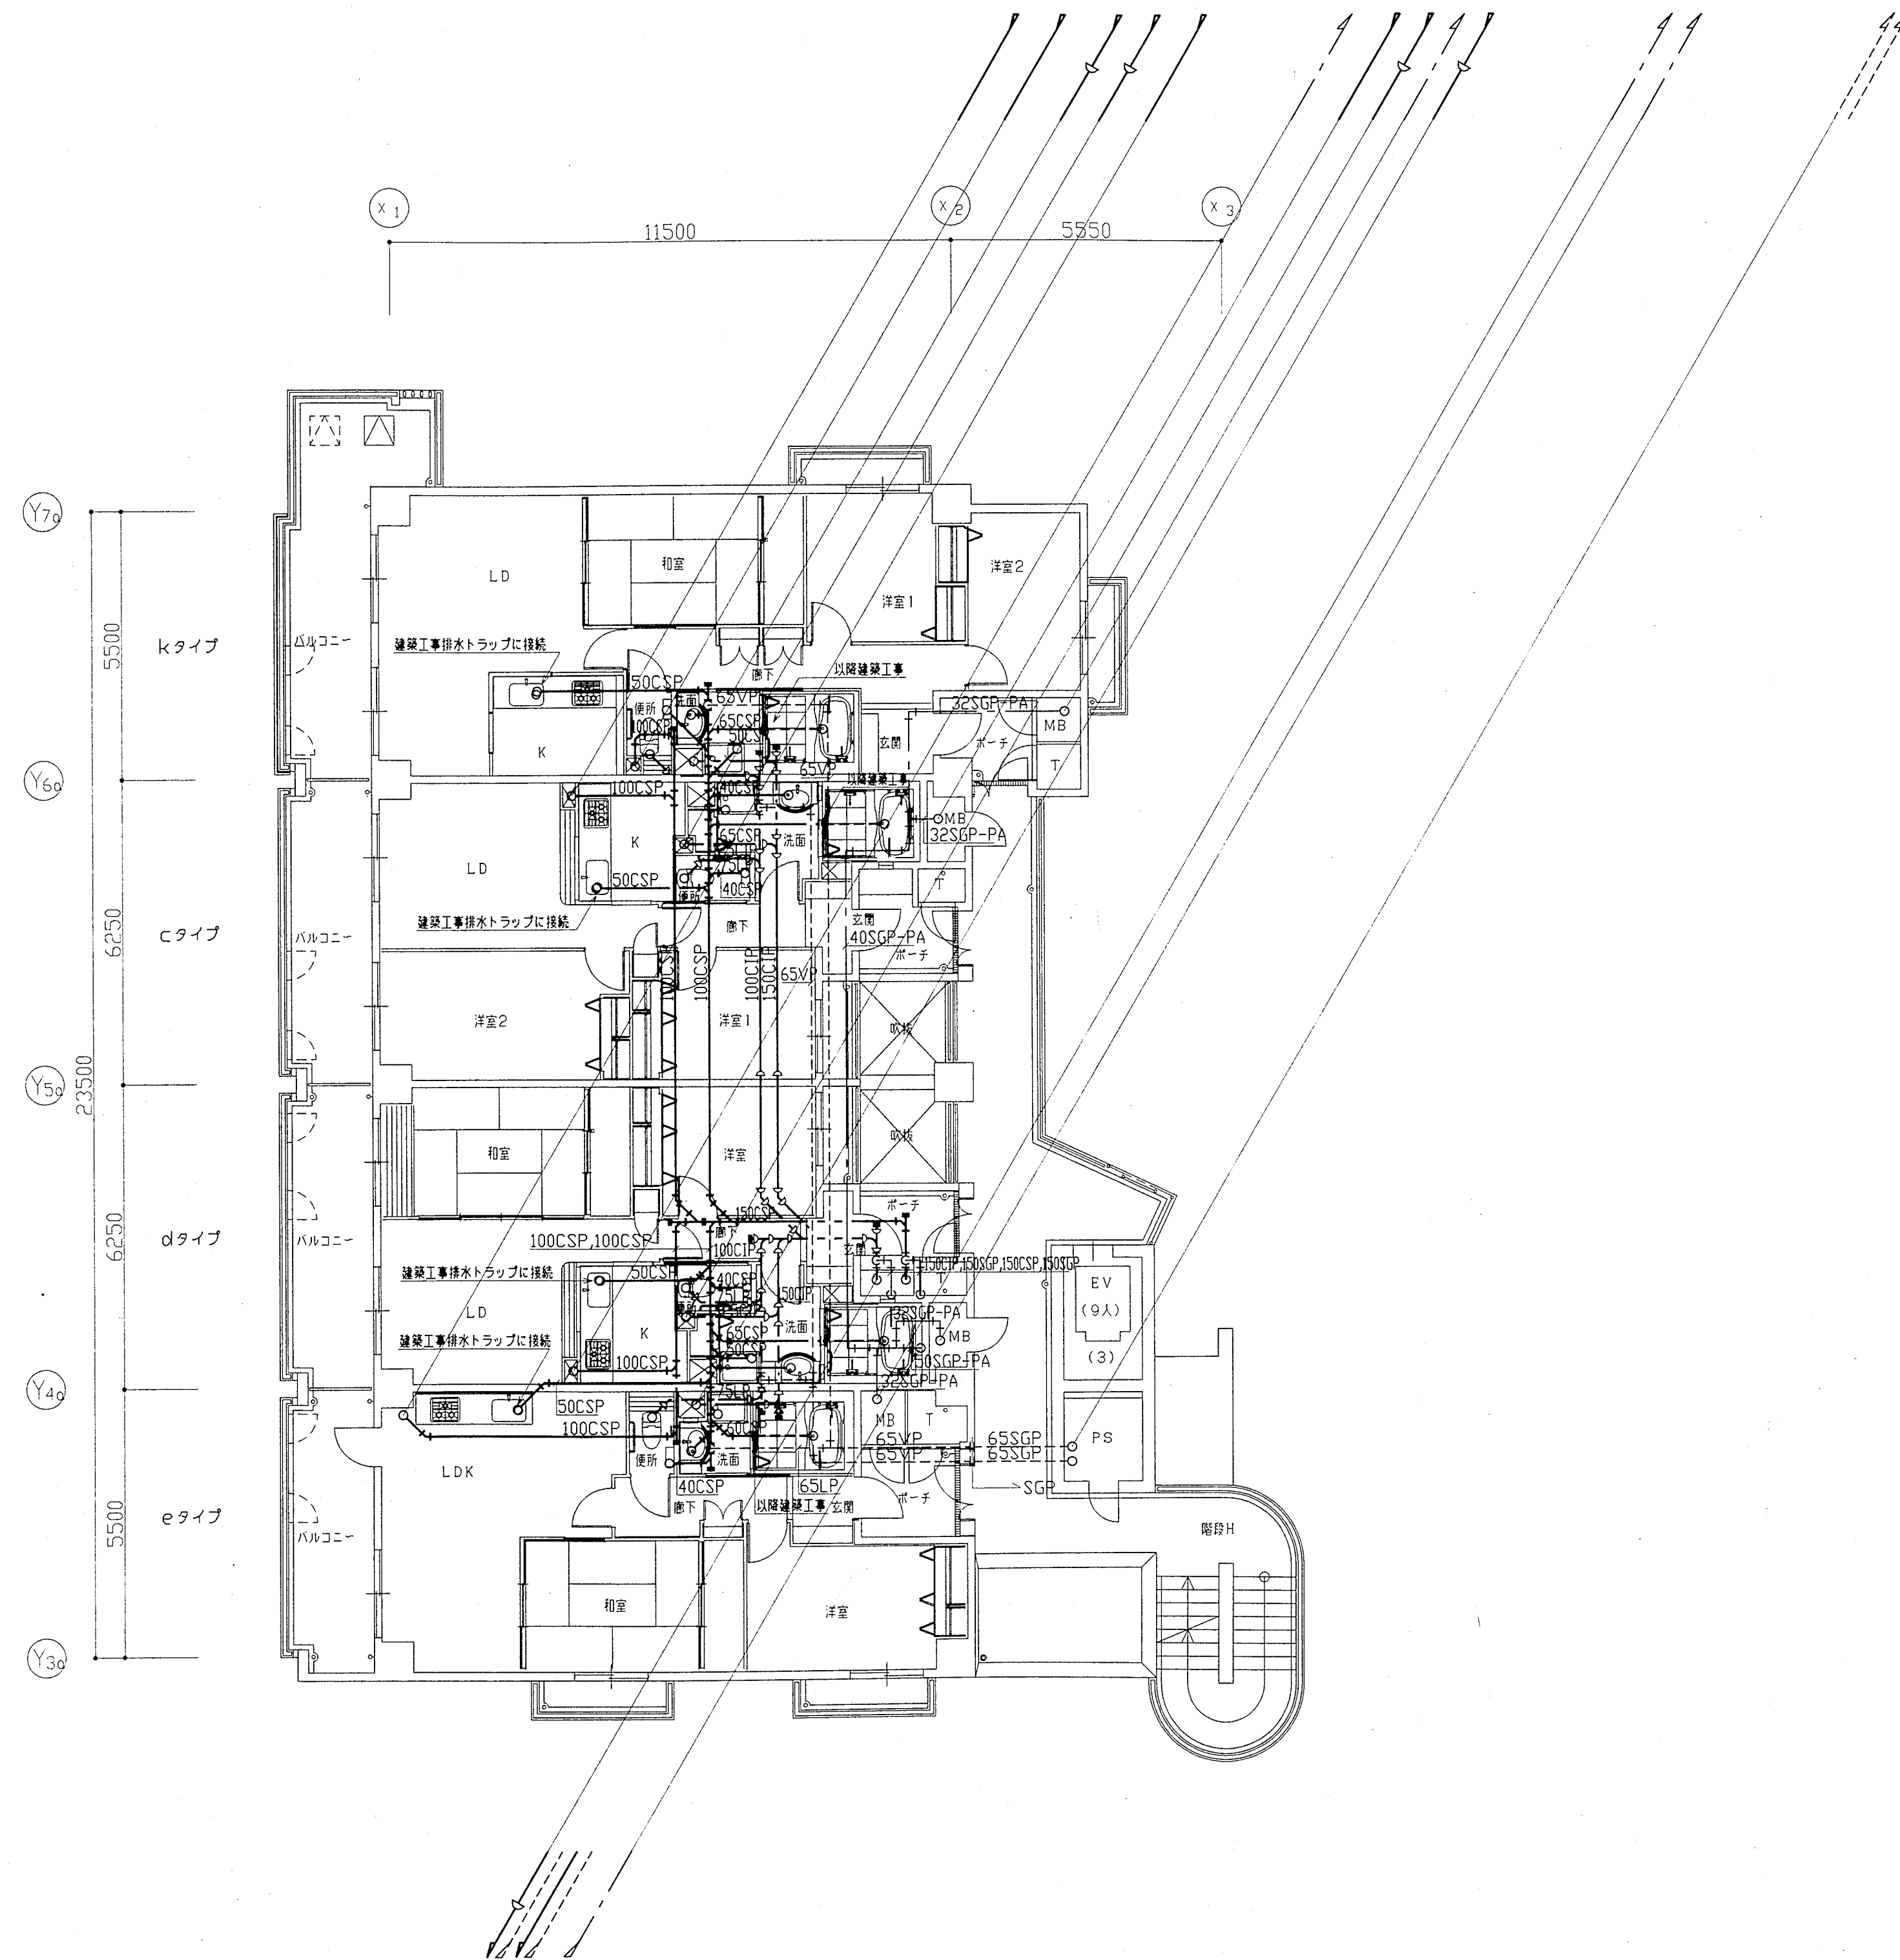 X1
X2
X3
11500
5550
Y7a
LD
和室
洋室2
洋室1
5500
kタイプ
バルコニー
建築工事排水トラップに接続
廊下
以降建築工事
50CSP
洗面
65VP
32SGP-PA
便所
100CSP
65CSP
50CSP
MB
玄関
ポーチ
K
T
65VP
Y6a
100CSP
40CSP
以降建築工事
MB
32SGP-PA
65CSP
洗面
K
LD
50CSP
40CSP
便所
T
建築工事排水トラップに接続
廊下
玄関
40SGP-PA
ポーチ
cタイプ
バルコニー
6250
100CSP
100CSP
100CIP
150CIP
65VP
洋室2
洋室1
吹抜
Y5a
23500
和室
洋室
吹抜
ポーチ
150CSP
dタイプ
バルコニー
6250
100CSP,100CSP
廊下
100CIP
玄関
150CIP,150SGP,150CSP,150SGP
建築工事排水トラップに接続
50CSP
40CSP
T
EV
(9人)
(3)
LD
便所
洗面
32SGP-PA
建築工事排水トラップに接続
K
65CSP
MB
50CSP
50SGP-PA
100CSP
32SGP-PA
Y4a
75LP
50CSP
MB
T
100CSP
65VP
65SGP
PS
65VP
65SGP
LDK
便所
洗面
40CSP
65LP
SGP
廊下
以降建築工事
玄関
ポーチ
eタイプ
バルコニー
5500
階段H
和室
洋室
Y3a